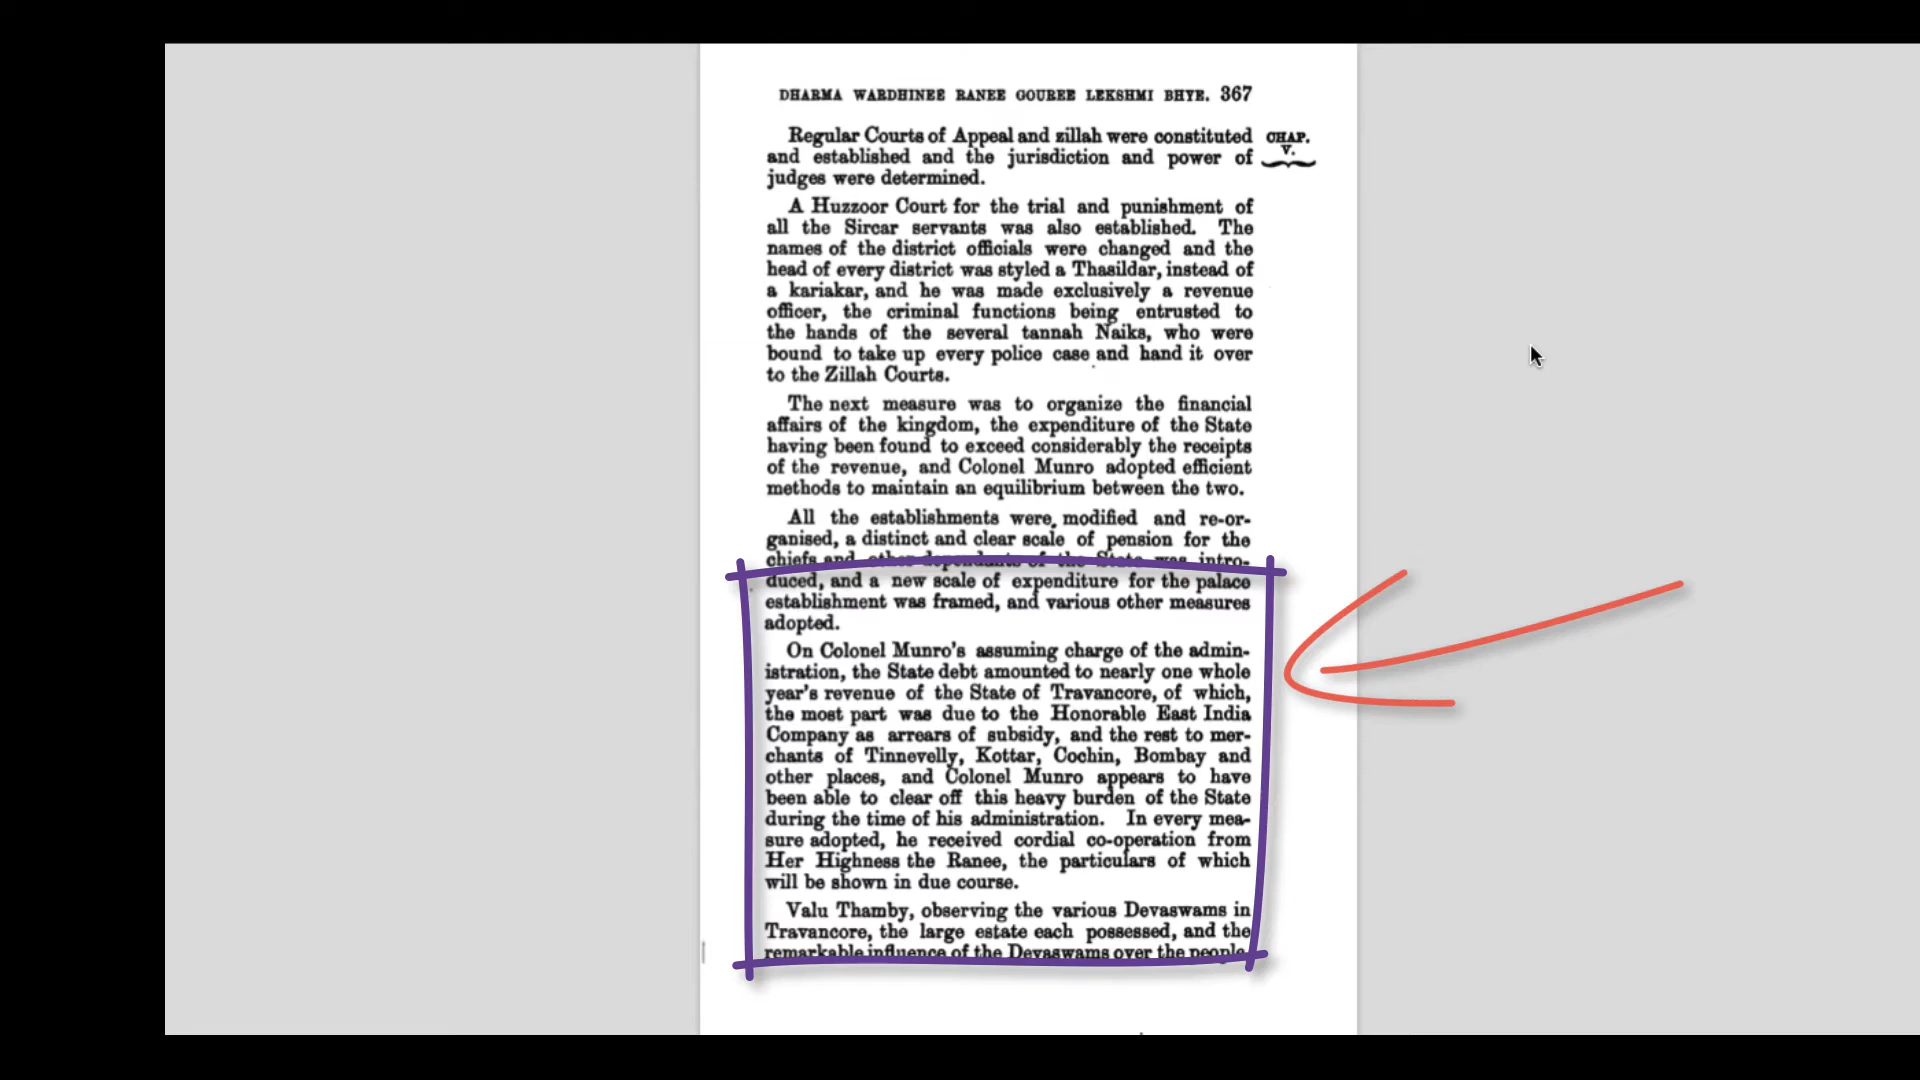 DHARMA WARDHINEE RANEE GOUREE LEKSHMI BHYE. 367
Regular Courts of Appeal and zillah were constituted
CHAP.
V.
and established and the jurisdiction and power of
judges were determined.
A Huzzoor Court for the trial and punishment of
all the Sircar servants was also established. The
names of the district officials were changed and the
head of every district was styled a Thasildar, instead of
a kariakar, and he was made exclusively a revenue
officer, the criminal functions being entrusted to
the hands of the several tannah Naiks, who were
bound to take up every police case and hand it over
to the Zillah Courts.
The next measure was to organize the financial
affairs of the kingdom, the expenditure of the State
having been found to exceed considerably the receipts
of the revenue, and Colonel Munro adopted efficient
methods to maintain an equilibrium between the two.
All the establishments were modified and re-or-
ganised, a distinct and clear scale of pension for the
chiefs and other dependants of the State was intro-
duced, and a new scale of expenditure for the palace
establishment was framed, and various other measures
adopted.
On Colonel Munro's assuming charge of the admin-
istration, the State debt amounted to nearly one whole
year's revenue of the State of Travancore, of which,
the most part was due to the Honorable East India
Company as arrears of subsidy, and the rest to mer-
chants of Tinnevelly, Kottar, Cochin, Bombay and
other places, and Colonel Munro appears to have
been able to clear off this heavy burden of the State
during the time of his administration. In every mea-
sure adopted, he received cordial co-operation from
Her Highness the Ranee, the particulars of which
will be shown in due course.
Valu Thamby, observing the various Devaswams in
Travancore, the large estate each possessed, and the
remarkable influence of the Devaswams over the people,